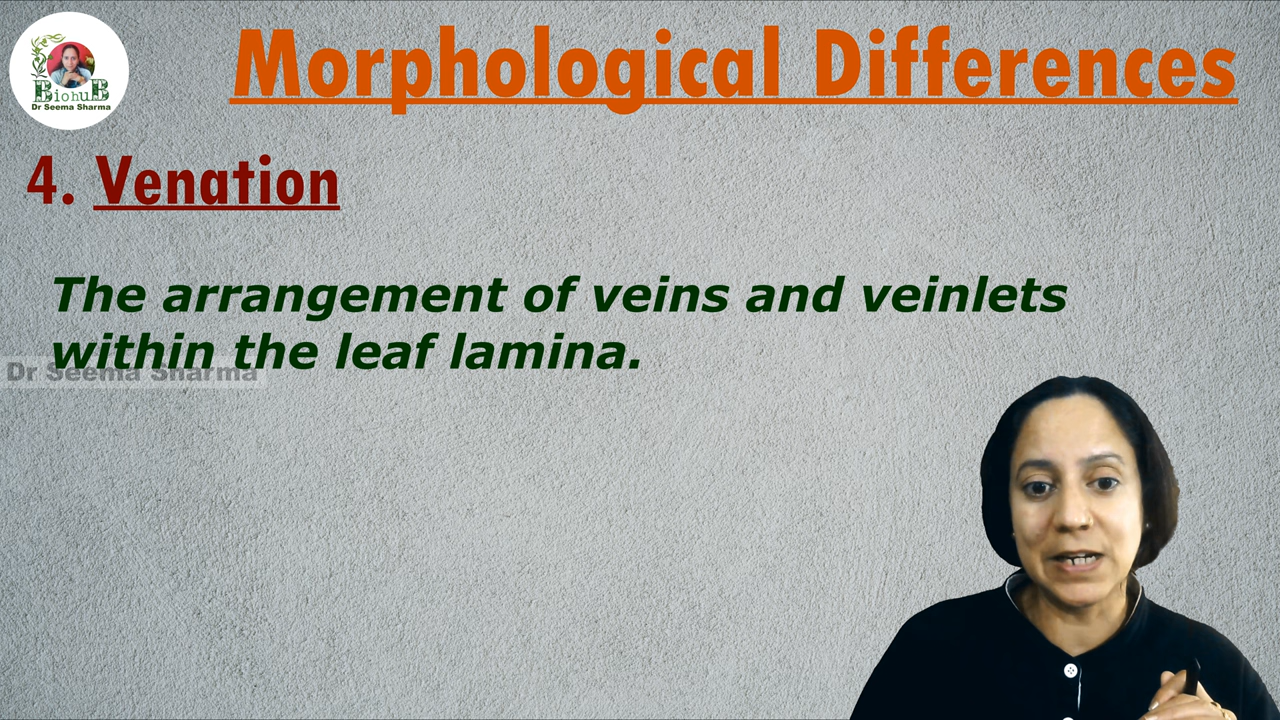 BiohuB
Dr Seema Sharma
Morphological Differences
4. Venation
The arrangement of veins and veinlets
within the leaf lamina.
Dr Seema Sharma